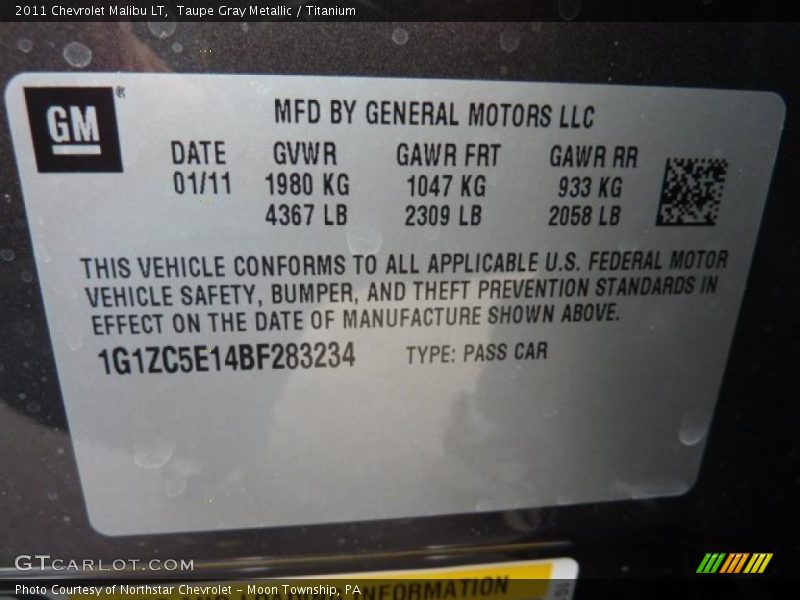 2011 Chevrolet Malibu LT,  Taupe Gray Metallic / Titanium
GM®
MFD BY GENERAL MOTORS LLC
DATE GVWR GAWR FRT GAWR RR
01/11 1980 KG 1047 KG 933 KG
4367 LB 2309 LB 2058 LB
THIS VEHICLE CONFORMS TO ALL APPLICABLE U.S. FEDERAL MOTOR
VEHICLE SAFETY, BUMPER, AND THEFT PREVENTION STANDARDS IN
EFFECT ON THE DATE OF MANUFACTURE SHOWN ABOVE.
1G1ZC5E14BF283234 TYPE: PASS CAR
GTCARLOT.COM
AND LOADING INFORMATION
Photo Courtesy of Northstar Chevrolet - Moon Township, PA